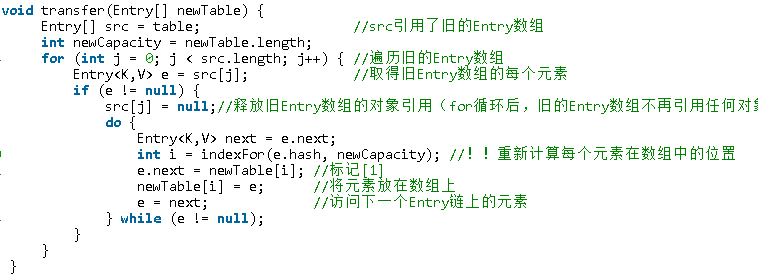 void transfer(Entry[] newTable) {
    Entry[] src = table;                   //src引用了旧的Entry数组
    int newCapacity = newTable.length;
    for (int j = 0; j < src.length; j++) { //遍历旧的Entry数组
        Entry<K,V> e = src[j];             //取得旧Entry数组的每个元素
        if (e != null) {
            src[j] = null;//释放旧Entry数组的对象引用（for循环后，旧的Entry数组不再引用任何对象
            do {
                Entry<K,V> next = e.next;
                int i = indexFor(e.hash, newCapacity); //！！重新计算每个元素在数组中的位置
                e.next = newTable[i]; //标记[1]
                newTable[i] = e;      //将元素放在数组上
                e = next;             //访问下一个Entry链上的元素
            } while (e != null);
        }
    }
}